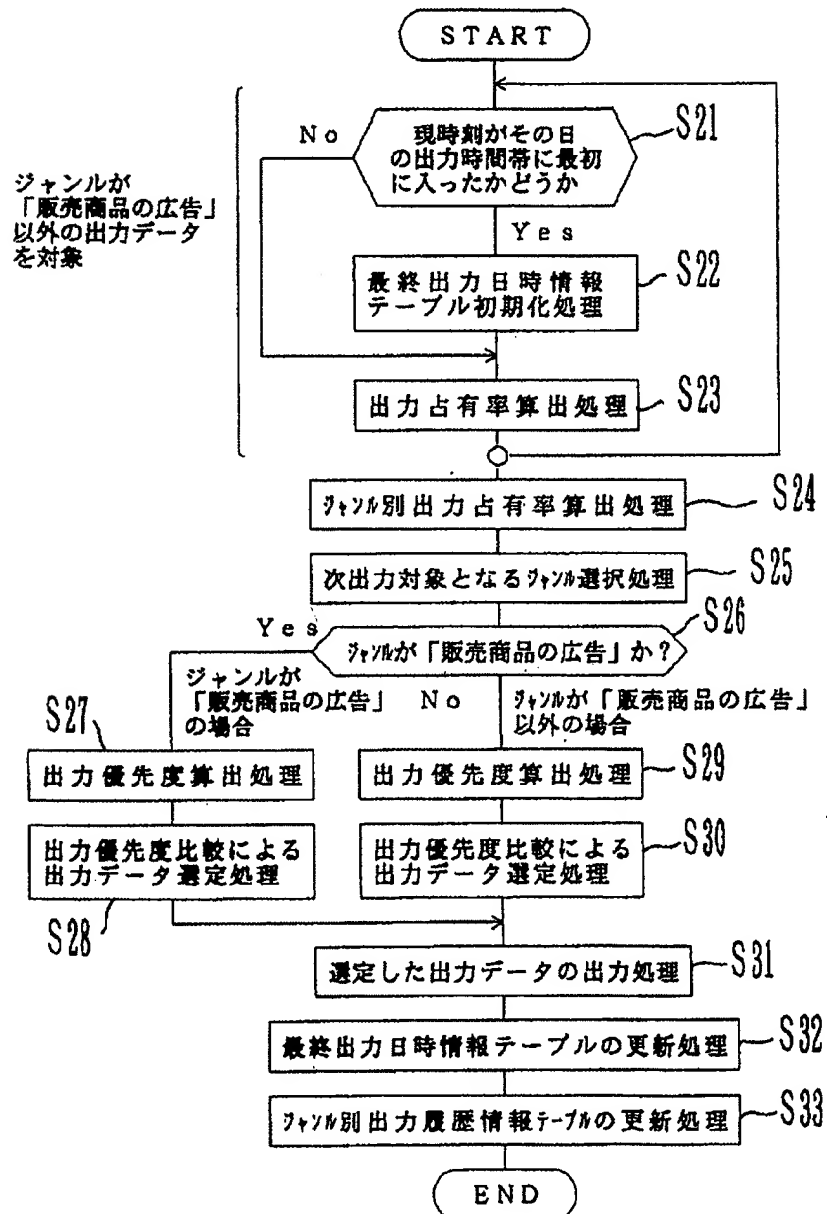 START
現時刻がその日
の出力時間帯に最初
に入ったかどうか
S21
No
ジャンルが
「販売商品の広告」
以外の出力データ
を対象
Yes
最終出力日時情報
テーブル初期化処理
S22
出力占有率算出処理
S23
ジャンル別出力占有率算出処理
S24
次出力対象となるジャンル選択処理
S25
ジャンルが「販売商品の広告」か?
S26
Yes
ジャンルが
「販売商品の広告」
の場合
No
ジャンルが「販売商品の広告」
以外の場合
S27
出力優先度算出処理
出力優先度算出処理
S29
出力優先度比較による
出力データ選定処理
S28
出力優先度比較による
出力データ選定処理
S30
選定した出力データの出力処理
S31
最終出力日時情報テーブルの更新処理
S32
ジャンル別出力履歴情報テーブルの更新処理
S33
END